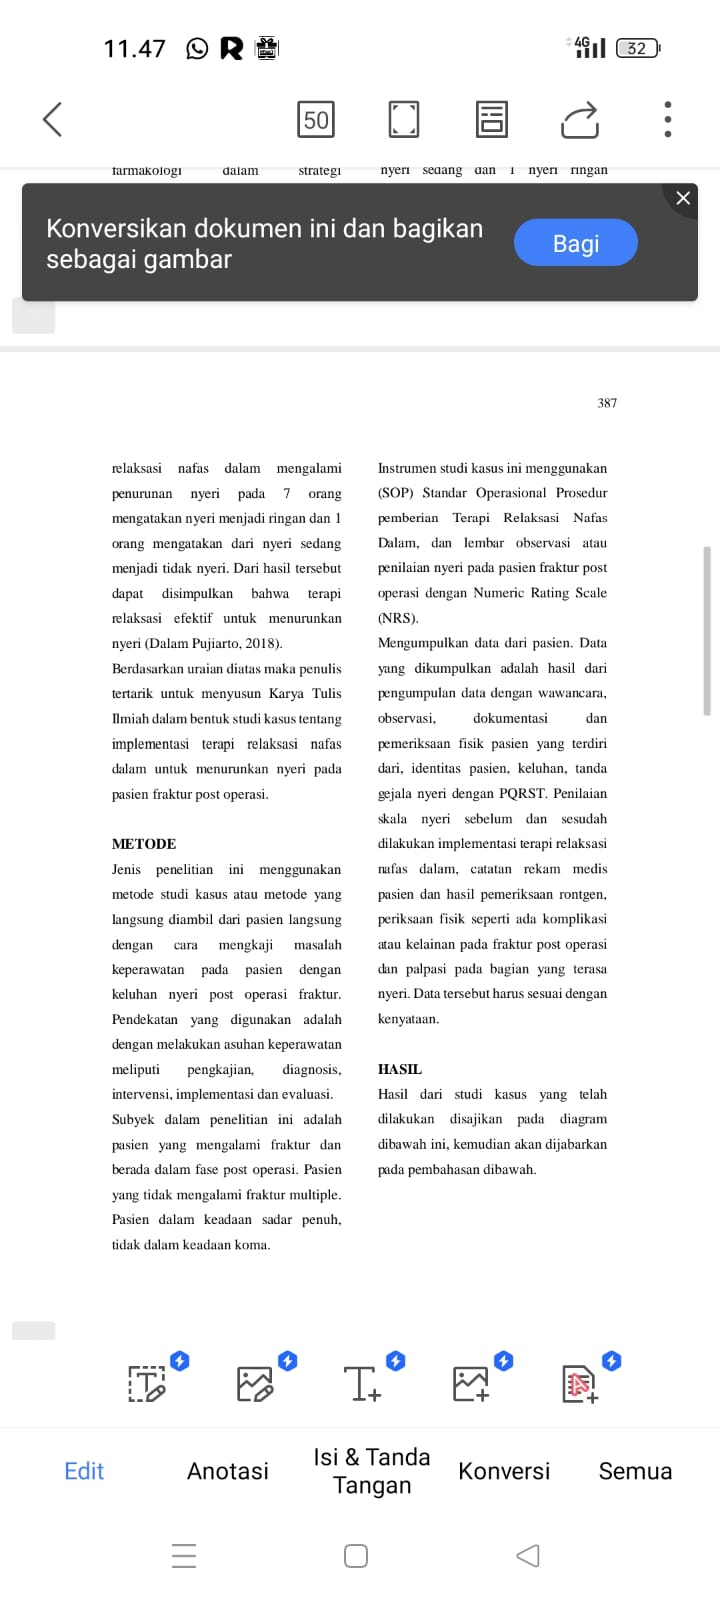 11.47
4G
32
50
farmakologi dalam strategi
nyeri sedang dan 1 nyeri ringan
Konversikan dokumen ini dan bagikan
sebagai gambar
Bagi
387
relaksasi nafas dalam mengalami
penurunan nyeri pada 7 orang
mengatakan nyeri menjadi ringan dan 1
orang mengatakan dari nyeri sedang
menjadi tidak nyeri. Dari hasil tersebut
dapat disimpulkan bahwa terapi
relaksasi efektif untuk menurunkan
nyeri (Dalam Pujiarto, 2018).
Berdasarkan uraian diatas maka penulis
tertarik untuk menyusun Karya Tulis
Ilmiah dalam bentuk studi kasus tentang
implementasi terapi relaksasi nafas
dalam untuk menurunkan nyeri pada
pasien fraktur post operasi.
METODE
Jenis penelitian ini menggunakan
metode studi kasus atau metode yang
langsung diambil dari pasien langsung
dengan cara mengkaji masalah
keperawatan pada pasien dengan
keluhan nyeri post operasi fraktur.
Pendekatan yang digunakan adalah
dengan melakukan asuhan keperawatan
meliputi pengkajian, diagnosis,
intervensi, implementasi dan evaluasi.
Subyek dalam penelitian ini adalah
pasien yang mengalami fraktur dan
berada dalam fase post operasi. Pasien
yang tidak mengalami fraktur multiple.
Pasien dalam keadaan sadar penuh,
tidak dalam keadaan koma.
Instrumen studi kasus ini menggunakan
(SOP) Standar Operasional Prosedur
pemberian Terapi Relaksasi Nafas
Dalam, dan lembar observasi atau
penilaian nyeri pada pasien fraktur post
operasi dengan Numeric Rating Scale
(NRS).
Mengumpulkan data dari pasien. Data
yang dikumpulkan adalah hasil dari
pengumpulan data dengan wawancara,
observasi, dokumentasi dan
pemeriksaan fisik pasien yang terdiri
dari, identitas pasien, keluhan, tanda
gejala nyeri dengan PQRST. Penilaian
skala nyeri sebelum dan sesudah
dilakukan implementasi terapi relaksasi
nafas dalam, catatan rekam medis
pasien dan hasil pemeriksaan rontgen,
periksaan fisik seperti ada komplikasi
atau kelainan pada fraktur post operasi
dan palpasi pada bagian yang terasa
nyeri. Data tersebut harus sesuai dengan
kenyataan.
HASIL
Hasil dari studi kasus yang telah
dilakukan disajikan pada diagram
dibawah ini, kemudian akan dijabarkan
pada pembahasan dibawah.
Edit
Anotasi
Isi & Tanda
Tangan
Konversi
Semua